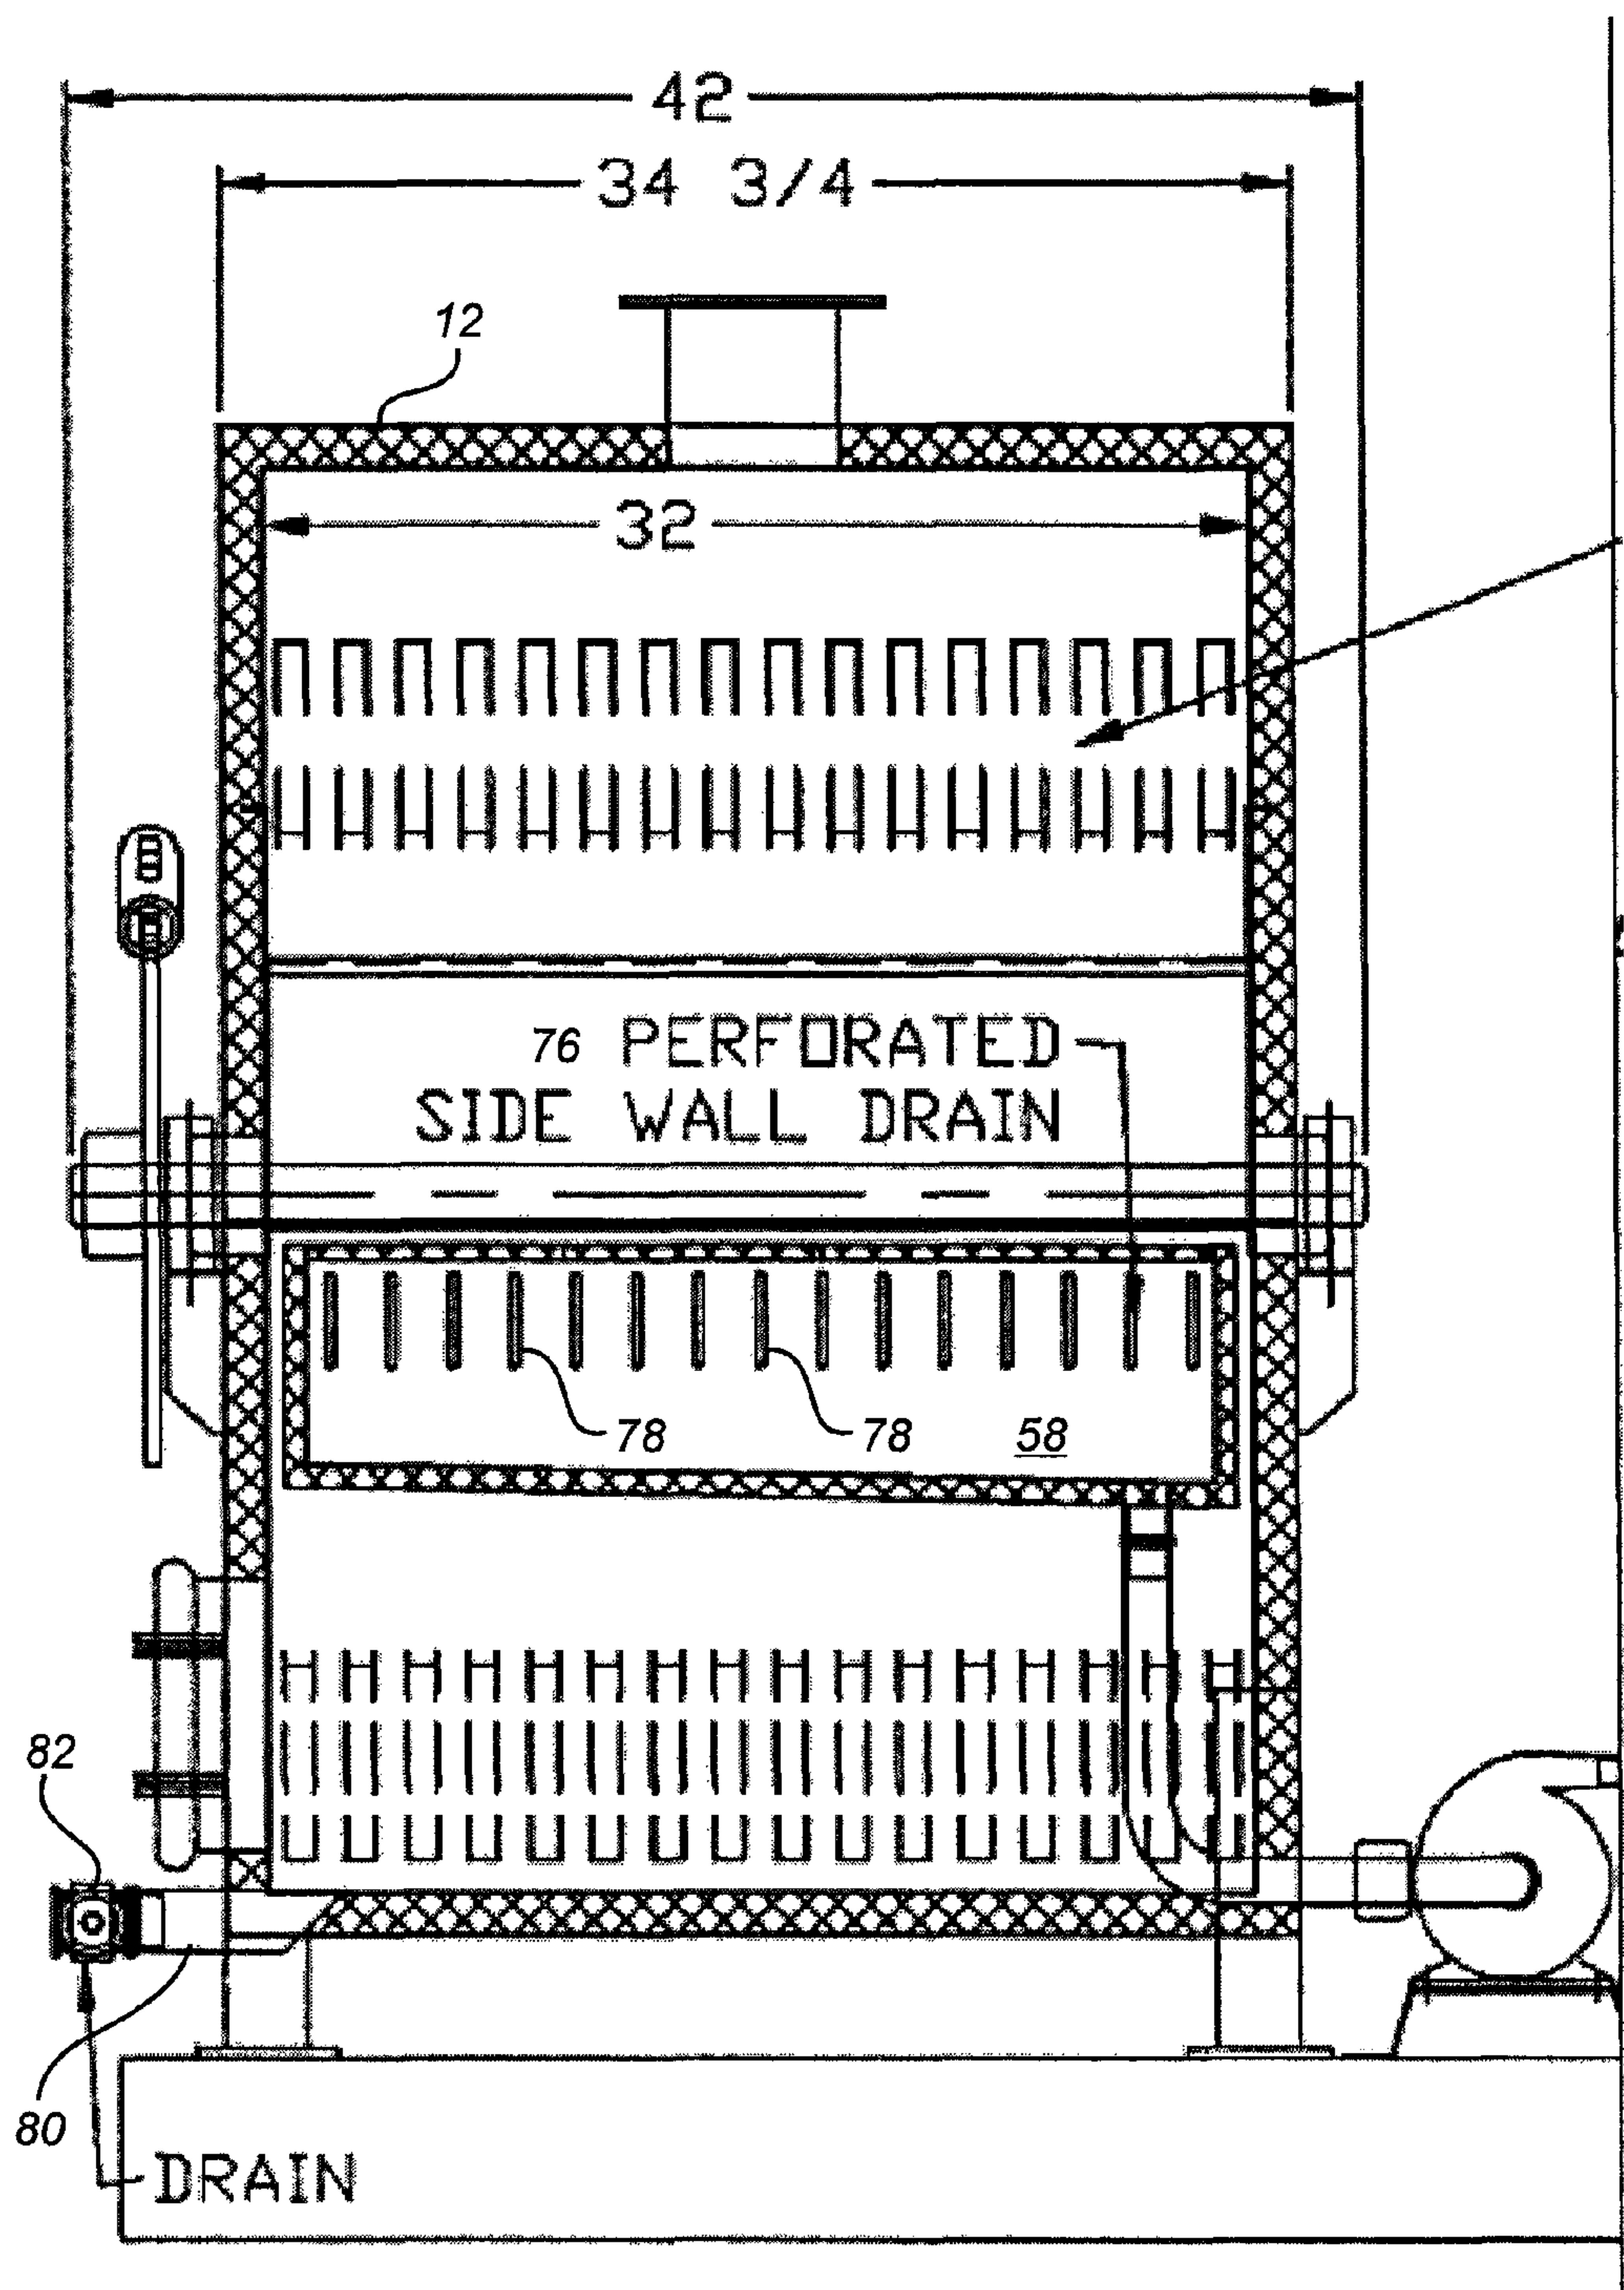 42
34 3/4
12
32
76 PERFORATED
SIDE WALL DRAIN
78 78 58
82
80
DRAIN